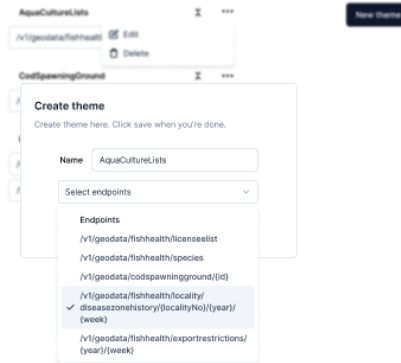 AquaCultureLists
New theme
/v1/geodata/fishhealth
Edit
Delete
CodSpawningGround
Create theme
Create theme here. Click save when you're done.
Name
AquaCultureLists
Select endpoints
Endpoints
/v1/geodata/fishhealth/licenseelist
/v1/geodata/fishhealth/species
/v1/geodata/codspawningground/{id}
/v1/geodata/fishhealth/locality/
diseasezonehistory/{localityNo}/{year}/
{week}
/v1/geodata/fishhealth/exportrestrictions/
{year}/{week}